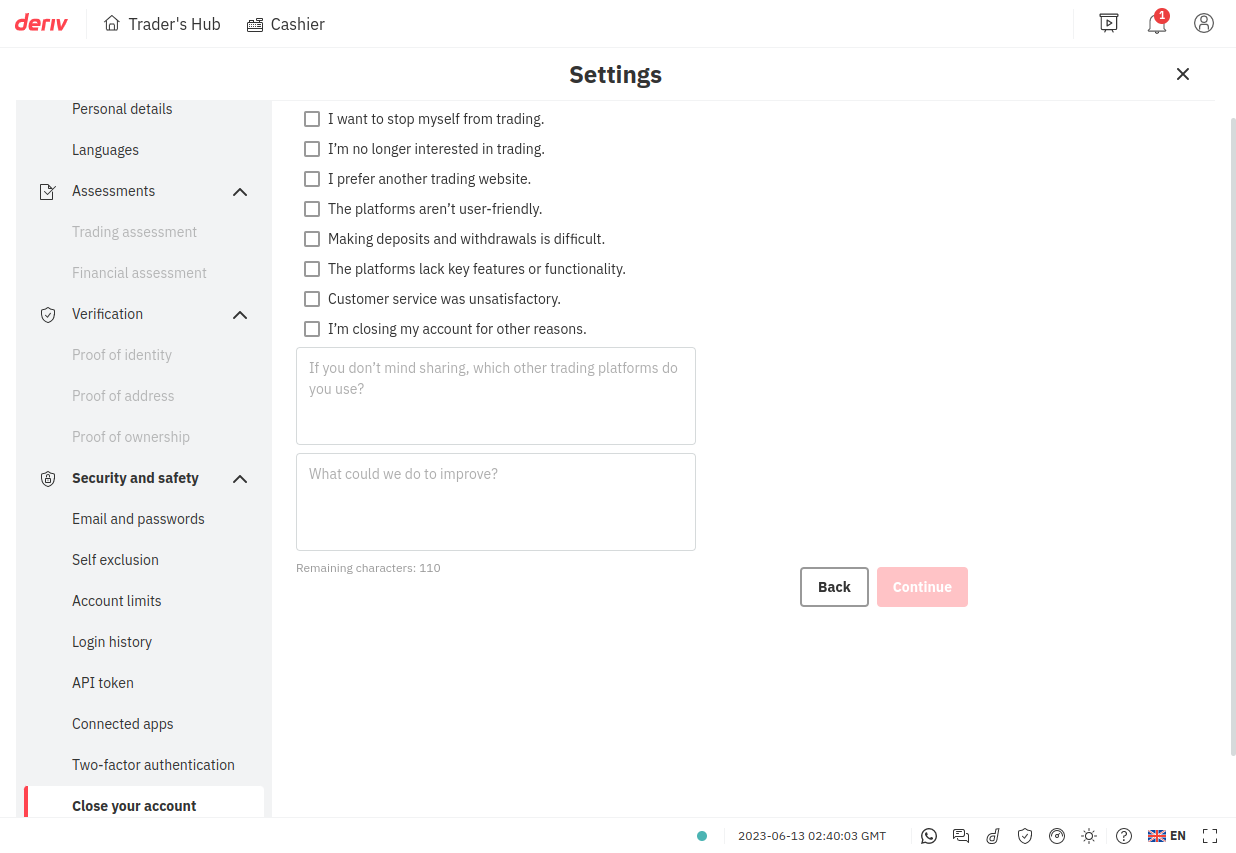 deriv
Trader's Hub
Cashier
1
Settings
Personal details
Languages
Assessments
Trading assessment
Financial assessment
Verification
Proof of identity
Proof of address
Proof of ownership
Security and safety
Email and passwords
Self exclusion
Account limits
Login history
API token
Connected apps
Two-factor authentication
Close your account
I want to stop myself from trading.
I’m no longer interested in trading.
I prefer another trading website.
The platforms aren’t user-friendly.
Making deposits and withdrawals is difficult.
The platforms lack key features or functionality.
Customer service was unsatisfactory.
I’m closing my account for other reasons.
If you don’t mind sharing, which other trading platforms do
you use?
What could we do to improve?
Remaining characters: 110
Back
Continue
2023-06-13 02:40:03 GMT
EN